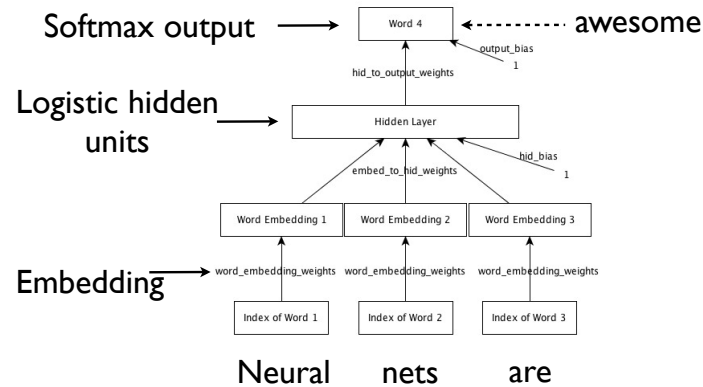 Softmax output
Word 4
awesome
output_bias
1
hid_to_output_weights
Logistic hidden
units
Hidden Layer
hid_bias
1
embed_to_hid_weights
Word Embedding 1
Word Embedding 2
Word Embedding 3
Embedding
word_embedding_weights
word_embedding_weights
word_embedding_weights
Index of Word 1
Index of Word 2
Index of Word 3
Neural nets are